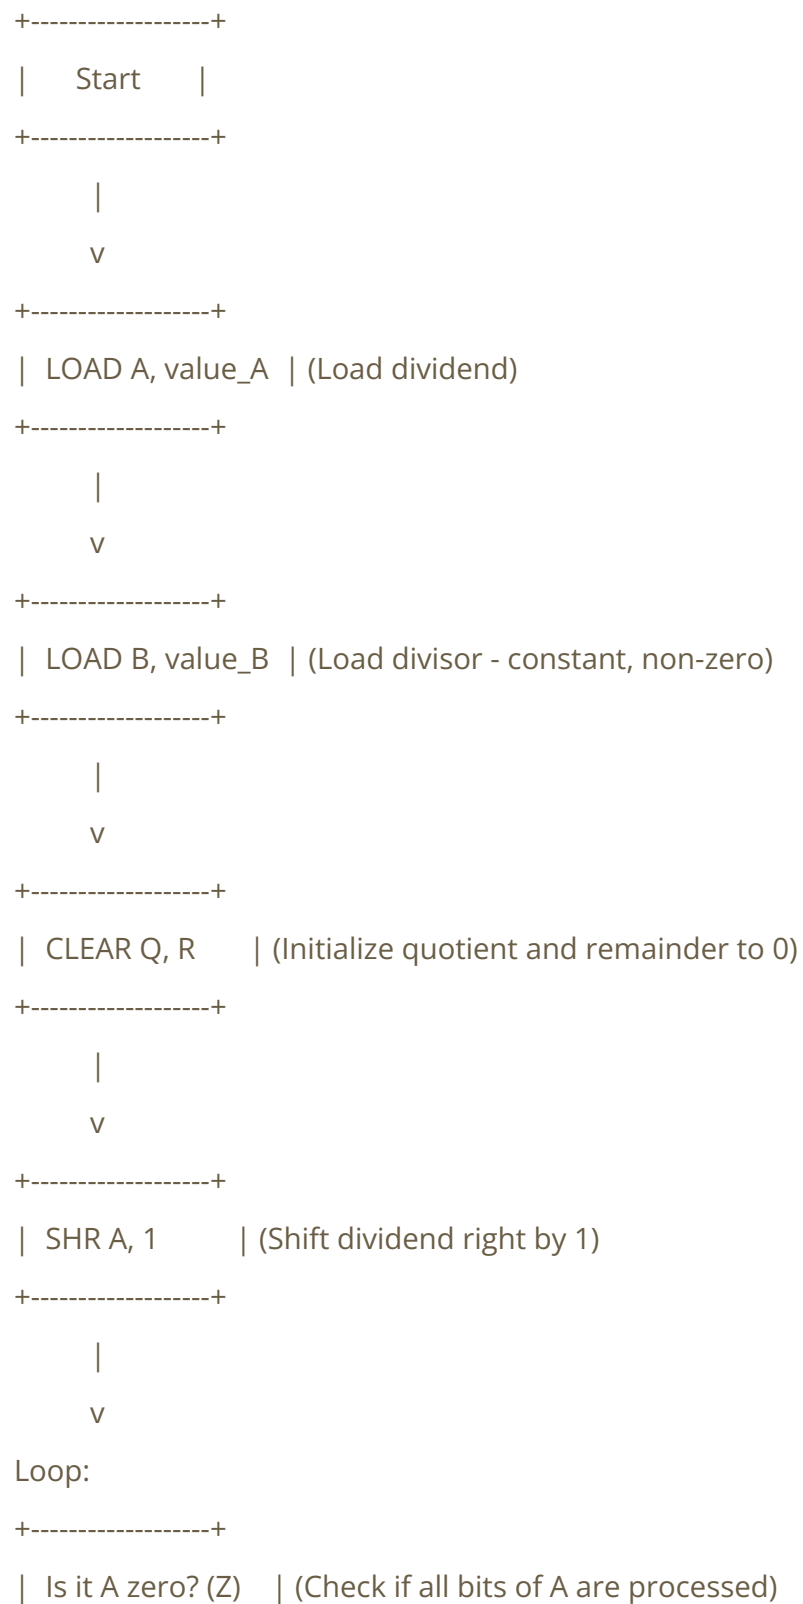 +-------------------+
|      Start       |
+-------------------+
|
v
+-------------------+
|  LOAD A, value_A  | (Load dividend)
+-------------------+
|
v
+-------------------+
|  LOAD B, value_B  | (Load divisor - constant, non-zero)
+-------------------+
|
v
+-------------------+
|  CLEAR Q, R       | (Initialize quotient and remainder to 0)
+-------------------+
|
v
+-------------------+
|  SHR A, 1          | (Shift dividend right by 1)
+-------------------+
|
v
Loop:
+-------------------+
|  Is it A zero? (Z)    | (Check if all bits of A are processed)